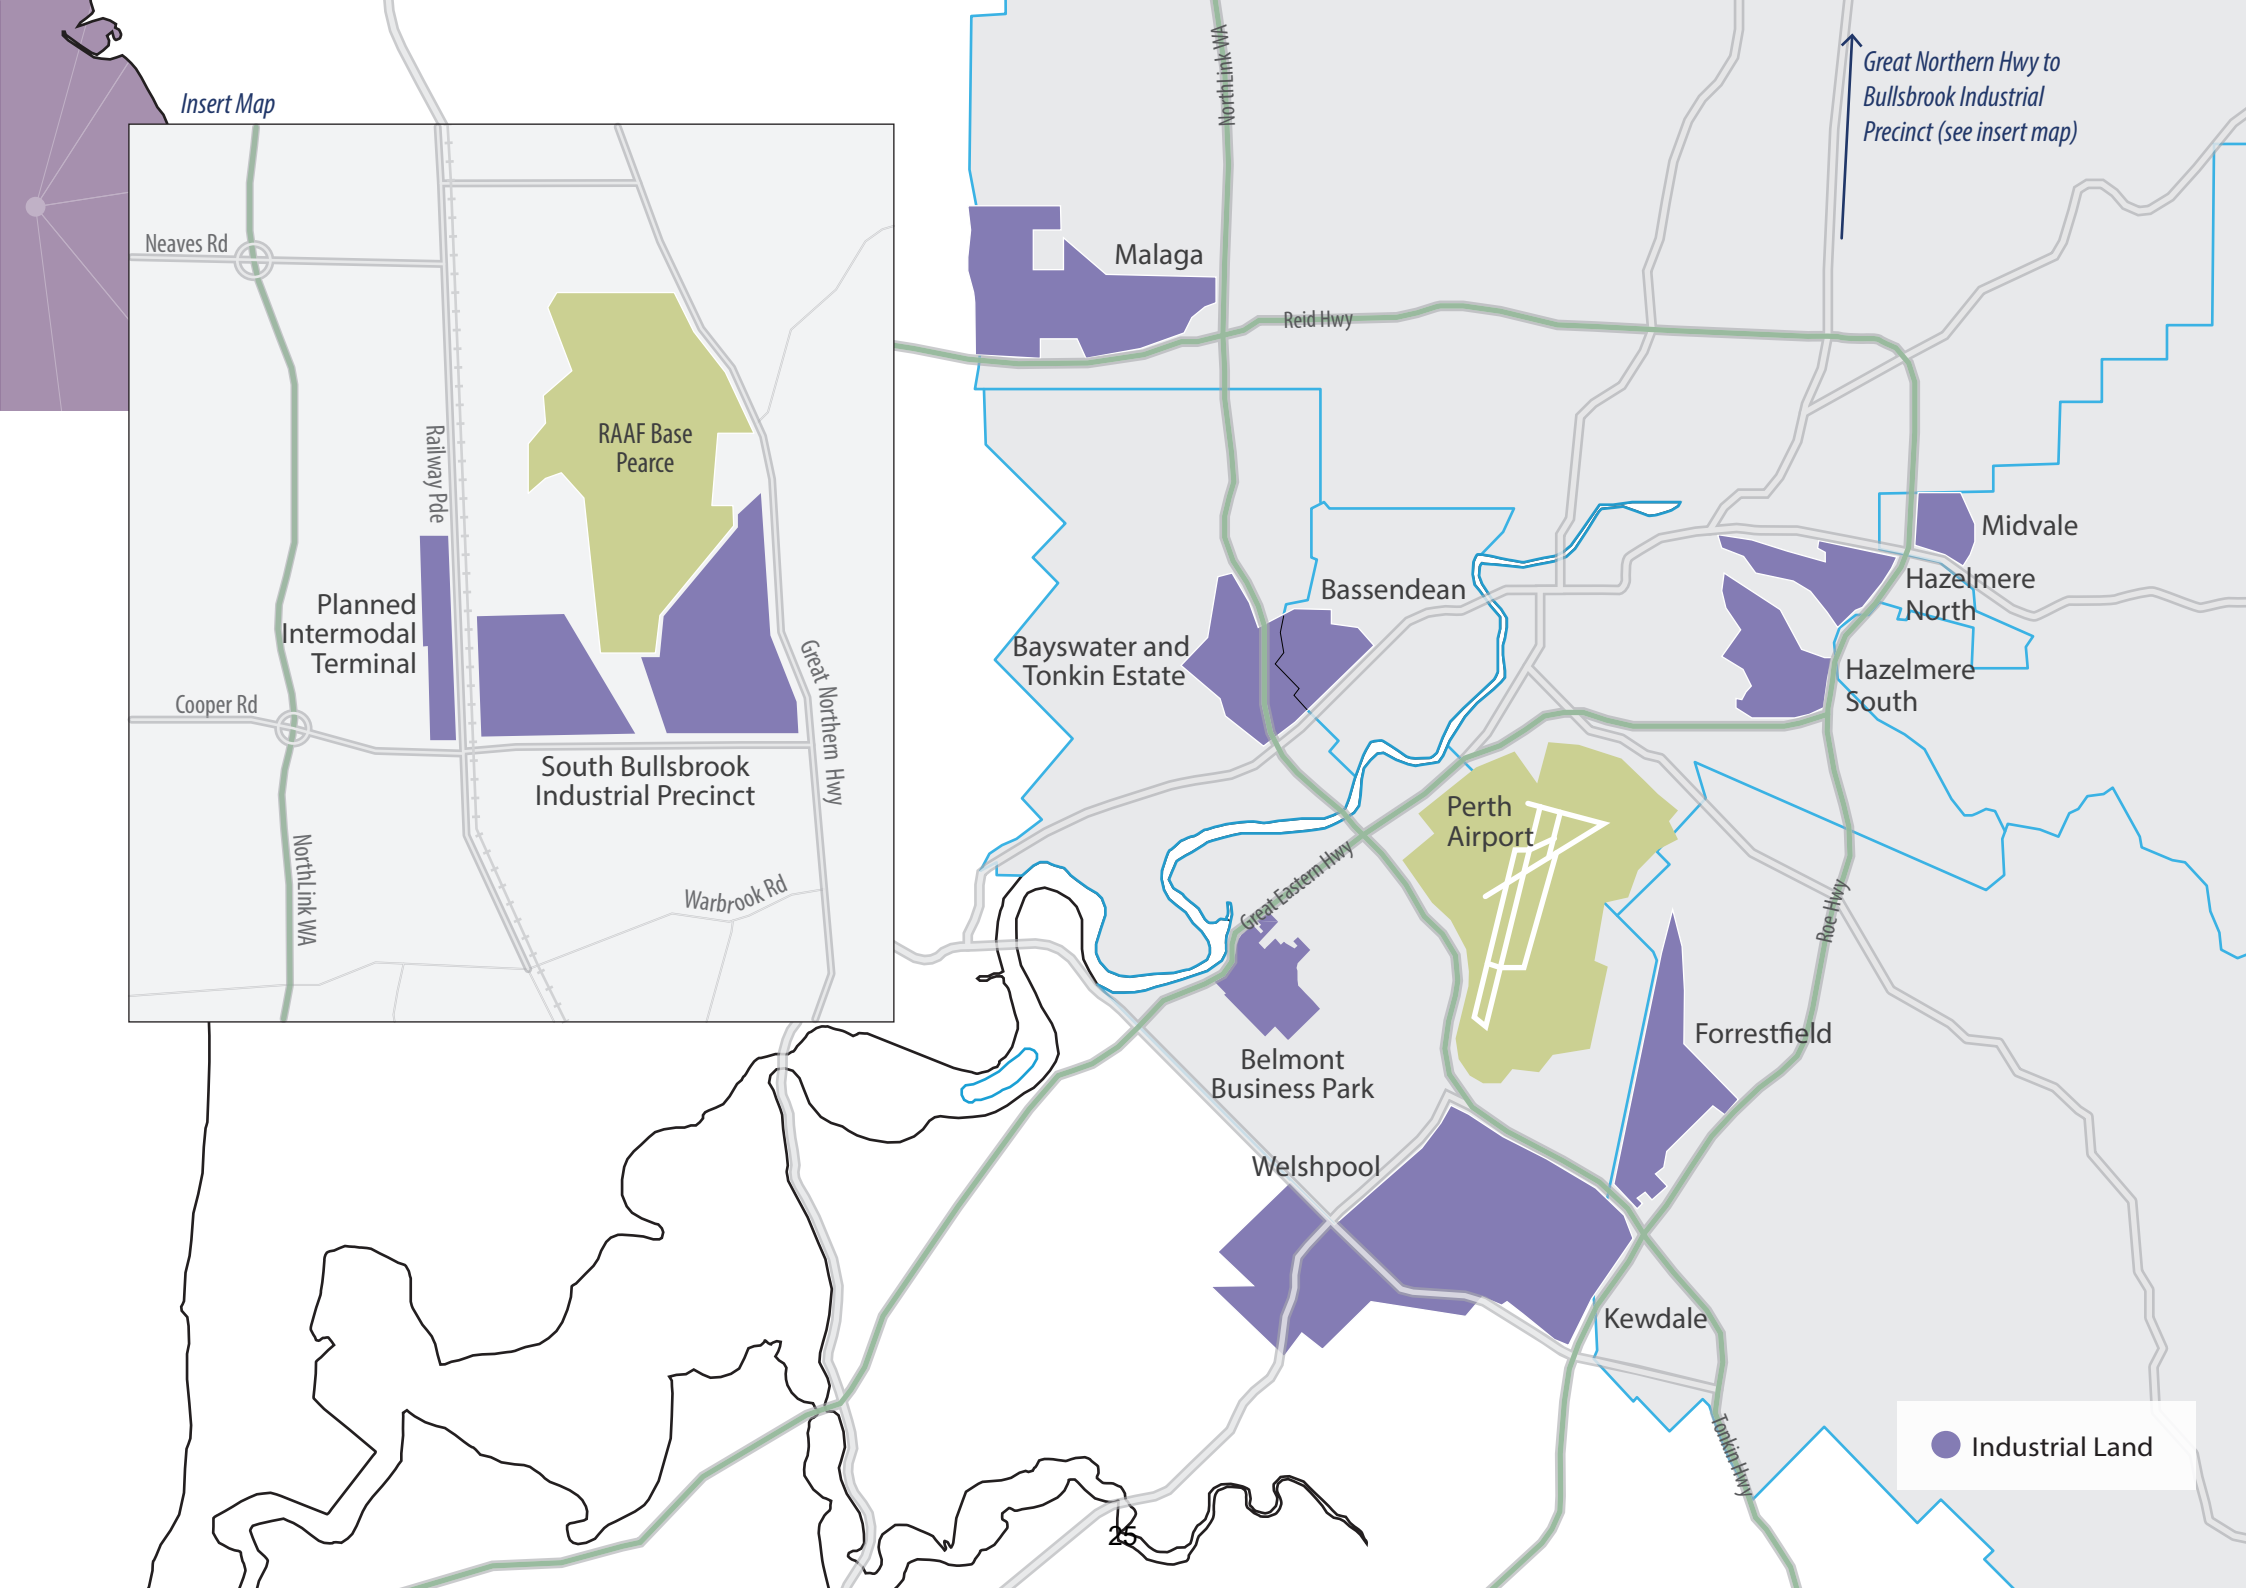 Insert Map
Neaves Rd
Railway Pde
RAAF Base
Pearce
Planned
Intermodal
Terminal
Cooper Rd
South Bullsbrook
Industrial Precinct
Great Northern Hwy
NorthLink WA
Warbrook Rd
NorthLink WA
Great Northern Hwy to
Bullsbrook Industrial
Precinct (see insert map)
Malaga
Reid Hwy
Midvale
Hazelmere
North
Bassendean
Bayswater and
Tonkin Estate
Hazelmere
South
Perth
Airport
Great Eastern Hwy
Roe Hwy
Forrestfield
Belmont
Business Park
Welshpool
Kewdale
Tonkin Hwy
Industrial Land
25